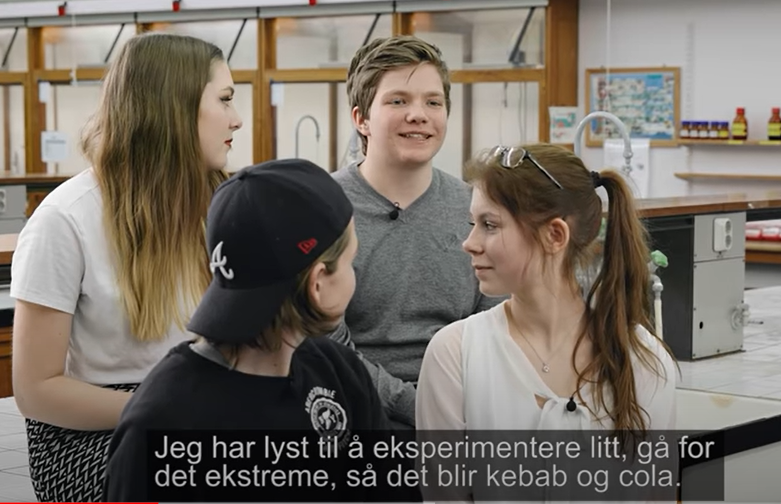 A
Jeg har lyst til å eksperimentere litt, gå for
det ekstreme, så det blir kebab og cola.